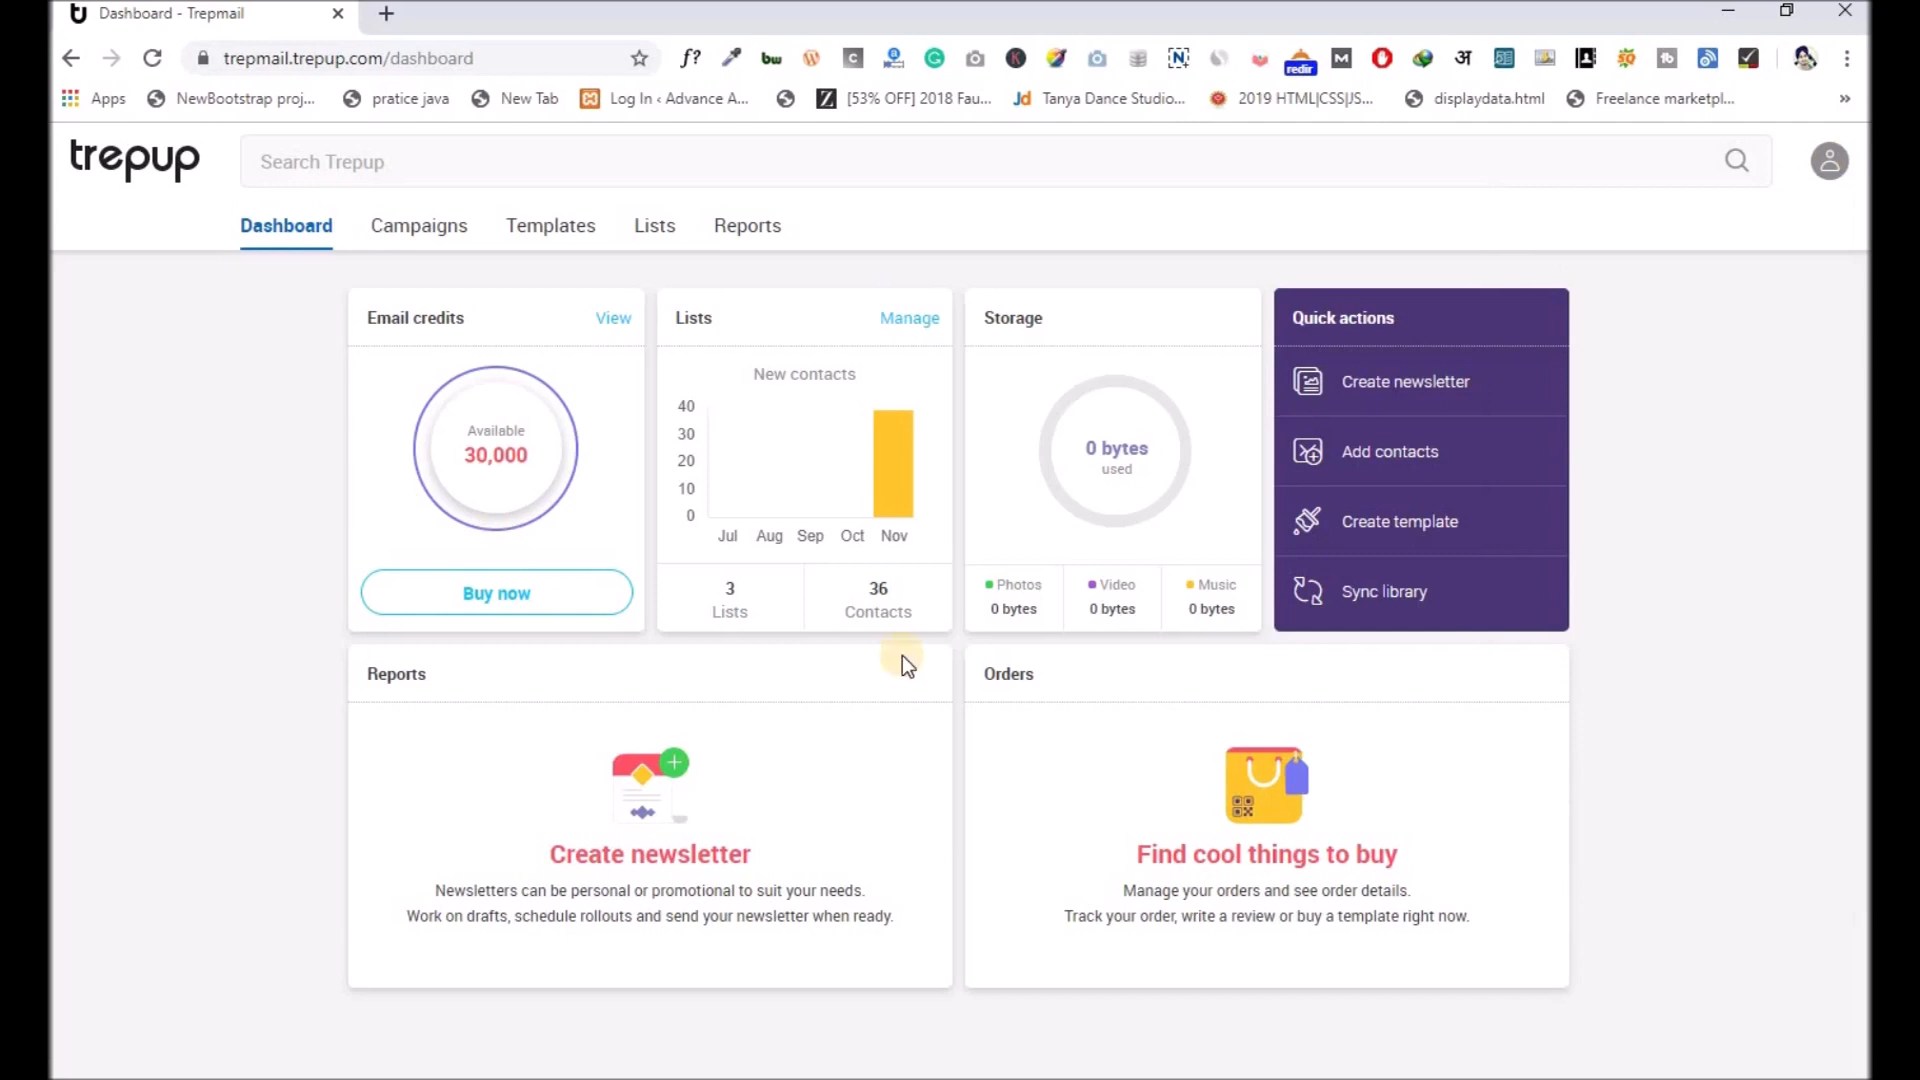 Dashboard - Trepmail
trepmail.trepup.com/dashboard
f?
bw
redir
अ
Apps
NewBootstrap proj...
pratice java
New Tab
Log In ‹ Advance A...
[53% OFF] 2018 Fau...
Tanya Dance Studio...
2019 HTML|CSS|JS...
displaydata.html
Freelance marketpl...
»
trepup
Search Trepup
Dashboard
Campaigns
Templates
Lists
Reports
Email credits
View
Available
30,000
Buy now
Lists
Manage
New contacts
40
30
20
10
0
Jul Aug Sep Oct Nov
3
Lists
36
Contacts
Storage
0 bytes
used
Photos
0 bytes
Video
0 bytes
Music
0 bytes
Quick actions
Create newsletter
Add contacts
Create template
Sync library
Reports
Create newsletter
Newsletters can be personal or promotional to suit your needs.
Work on drafts, schedule rollouts and send your newsletter when ready.
Orders
Find cool things to buy
Manage your orders and see order details.
Track your order, write a review or buy a template right now.